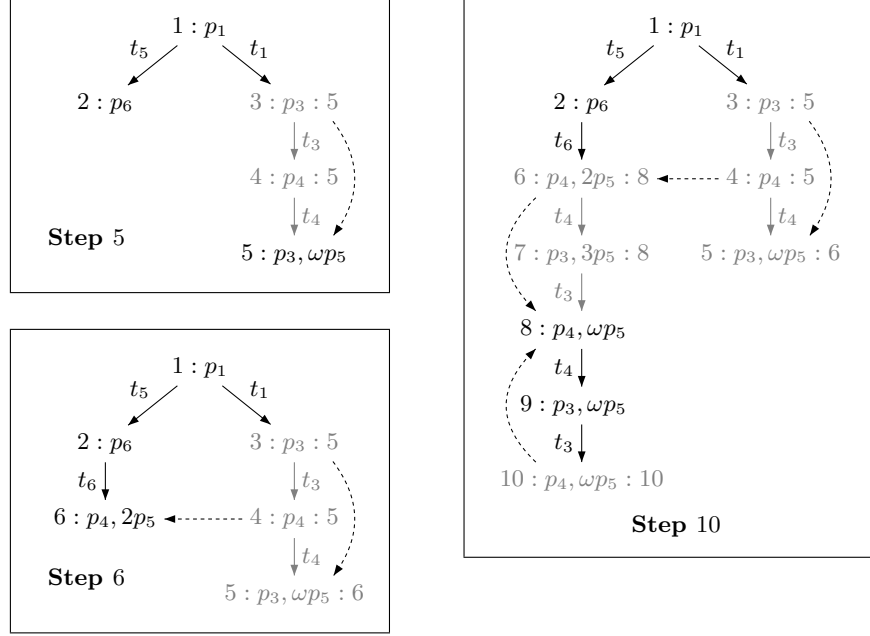 1 : p₁
t₅ t₁
2 : p₆ 3 : p₃ : 5
t₃
4 : p₄ : 5
t₄
Step 5
5 : p₃, ωp₅
1 : p₁
t₅ t₁
2 : p₆ 3 : p₃ : 5
t₆ t₃
6 : p₄, 2p₅ 4 : p₄ : 5
t₄
Step 6
5 : p₃, ωp₅ : 6
1 : p₁
t₅ t₁
2 : p₆ 3 : p₃ : 5
t₆ t₃
6 : p₄, 2p₅ : 8 4 : p₄ : 5
t₄ t₄
7 : p₃, 3p₅ : 8 5 : p₃, ωp₅ : 6
t₃
8 : p₄, ωp₅
t₄
9 : p₃, ωp₅
t₃
10 : p₄, ωp₅ : 10
Step 10